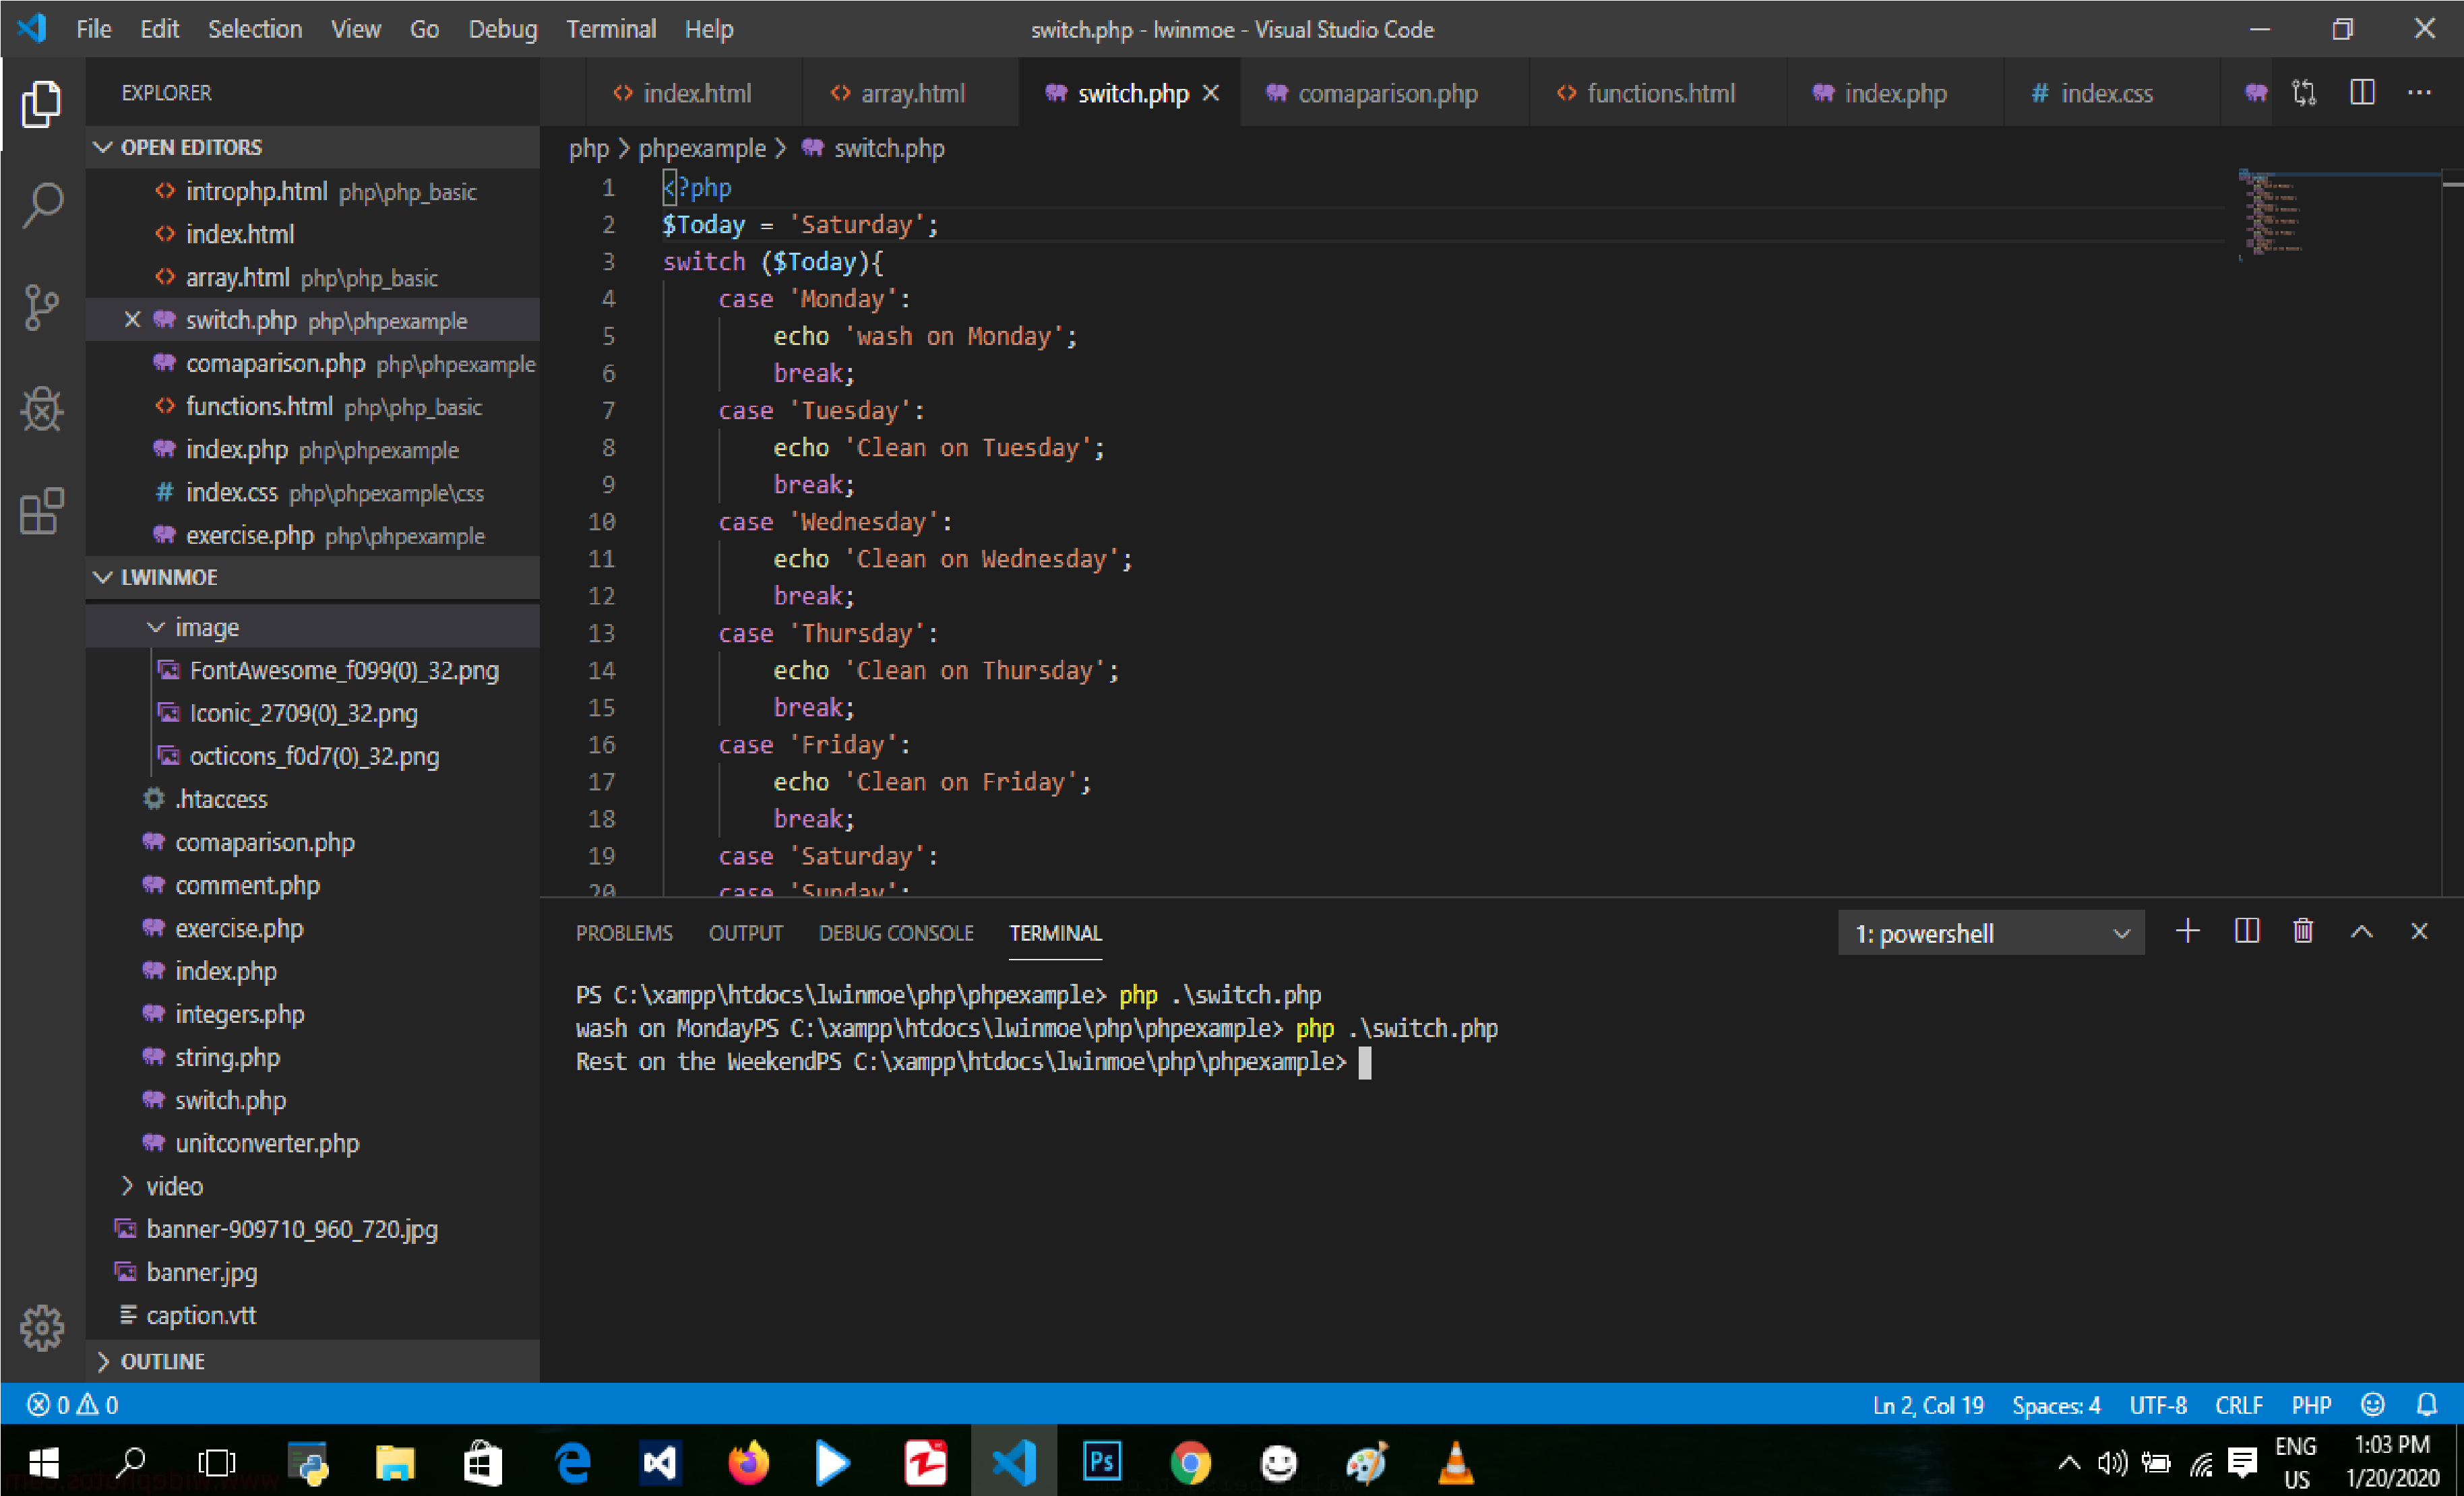 File Edit Selection View Go Debug Terminal Help
switch.php - lwinmoe - Visual Studio Code
EXPLORER
index.html array.html switch.php comaparison.php functions.html index.php index.css
OPEN EDITORS
introphp.html php\php_basic
index.html
array.html php\php_basic
switch.php php\phpexample
comaparison.php php\phpexample
functions.html php\php_basic
index.php php\phpexample
index.css php\phpexample\css
exercise.php php\phpexample
LWINMOE
image
FontAwesome_f099(0)_32.png
Iconic_2709(0)_32.png
octicons_f0d7(0)_32.png
.htaccess
comaparison.php
comment.php
exercise.php
index.php
integers.php
string.php
switch.php
unitconverter.php
video
banner-909710_960_720.jpg
banner.jpg
caption.vtt
OUTLINE
php > phpexample > switch.php
1 <?php
2 $Today = 'Saturday';
3 switch ($Today){
4 case 'Monday':
5 echo 'wash on Monday';
6 break;
7 case 'Tuesday':
8 echo 'Clean on Tuesday';
9 break;
10 case 'Wednesday':
11 echo 'Clean on Wednesday';
12 break;
13 case 'Thursday':
14 echo 'Clean on Thursday';
15 break;
16 case 'Friday':
17 echo 'Clean on Friday';
18 break;
19 case 'Saturday':
20 case 'Sunday':
PROBLEMS OUTPUT DEBUG CONSOLE TERMINAL
1: powershell
PS C:\xampp\htdocs\lwinmoe\php\phpexample> php .\switch.php
wash on MondayPS C:\xampp\htdocs\lwinmoe\php\phpexample> php .\switch.php
Rest on the WeekendPS C:\xampp\htdocs\lwinmoe\php\phpexample>
0 0
Ln 2, Col 19 Spaces: 4 UTF-8 CRLF PHP
Ps
ENG
US
1:03 PM
1/20/2020